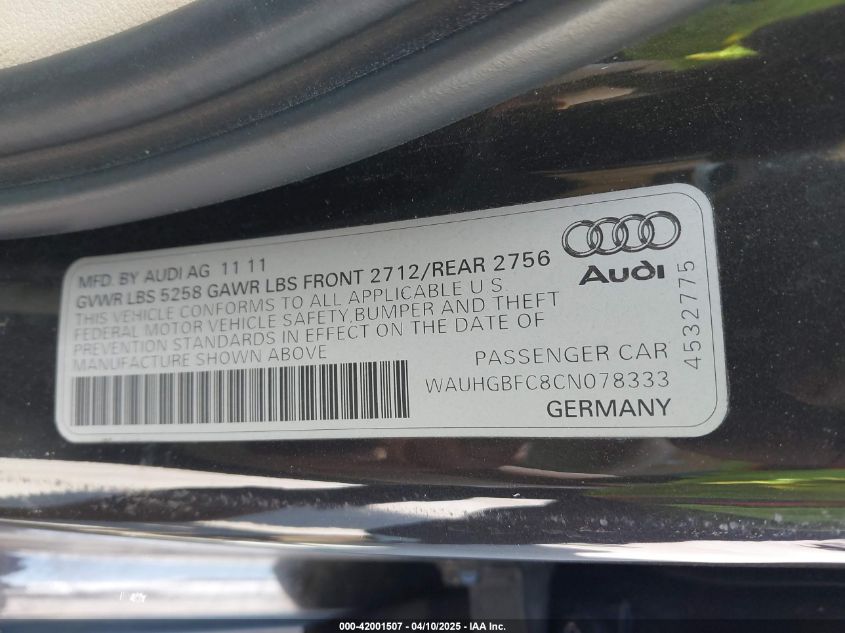 MFD. BY AUDI AG 11 11
GVWR LBS 5258 GAWR LBS FRONT 2712/REAR 2756
THIS VEHICLE CONFORMS TO ALL APPLICABLE U S.
FEDERAL MOTOR VEHICLE SAFETY,BUMPER AND THEFT
PREVENTION STANDARDS IN EFFECT ON THE DATE OF
MANUFACTURE SHOWN ABOVE
Audi
PASSENGER CAR
WAUHGBFC8CN078333
GERMANY
4532775
000-42001507 - 04/10/2025 - IAA Inc.